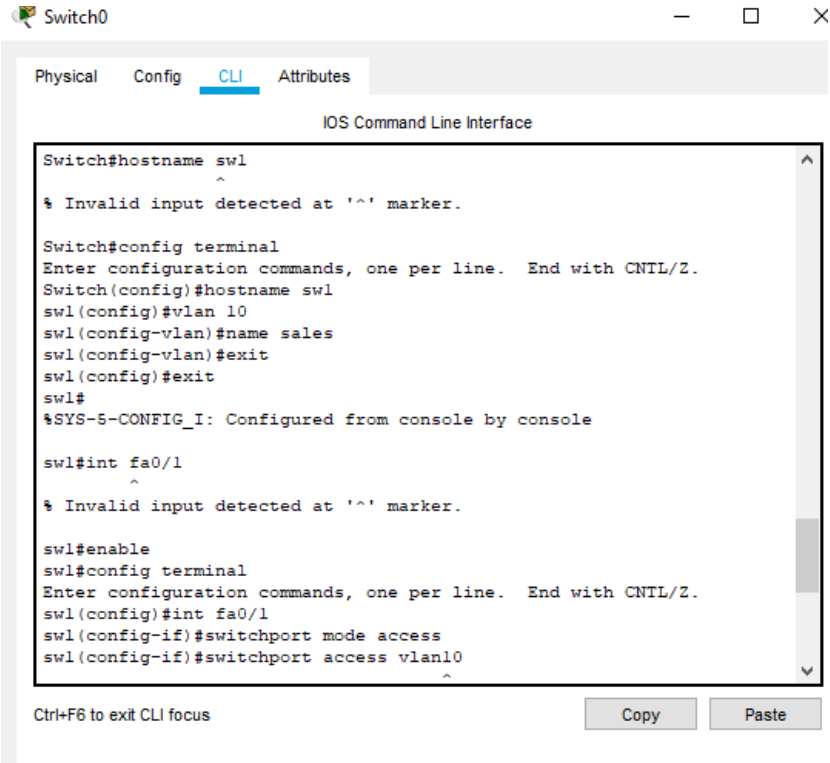 Switch0
Physical Config CLI Attributes
IOS Command Line Interface
Switch#hostname sw1
^
% Invalid input detected at '^' marker.
Switch#config terminal
Enter configuration commands, one per line. End with CNTL/Z.
Switch(config)#hostname sw1
sw1(config)#vlan 10
sw1(config-vlan)#name sales
sw1(config-vlan)#exit
sw1(config)#exit
sw1#
%SYS-5-CONFIG_I: Configured from console by console
sw1#int fa0/1
^
% Invalid input detected at '^' marker.
sw1#enable
sw1#config terminal
Enter configuration commands, one per line. End with CNTL/Z.
sw1(config)#int fa0/1
sw1(config-if)#switchport mode access
sw1(config-if)#switchport access vlan10
^
Ctrl+F6 to exit CLI focus
Copy
Paste